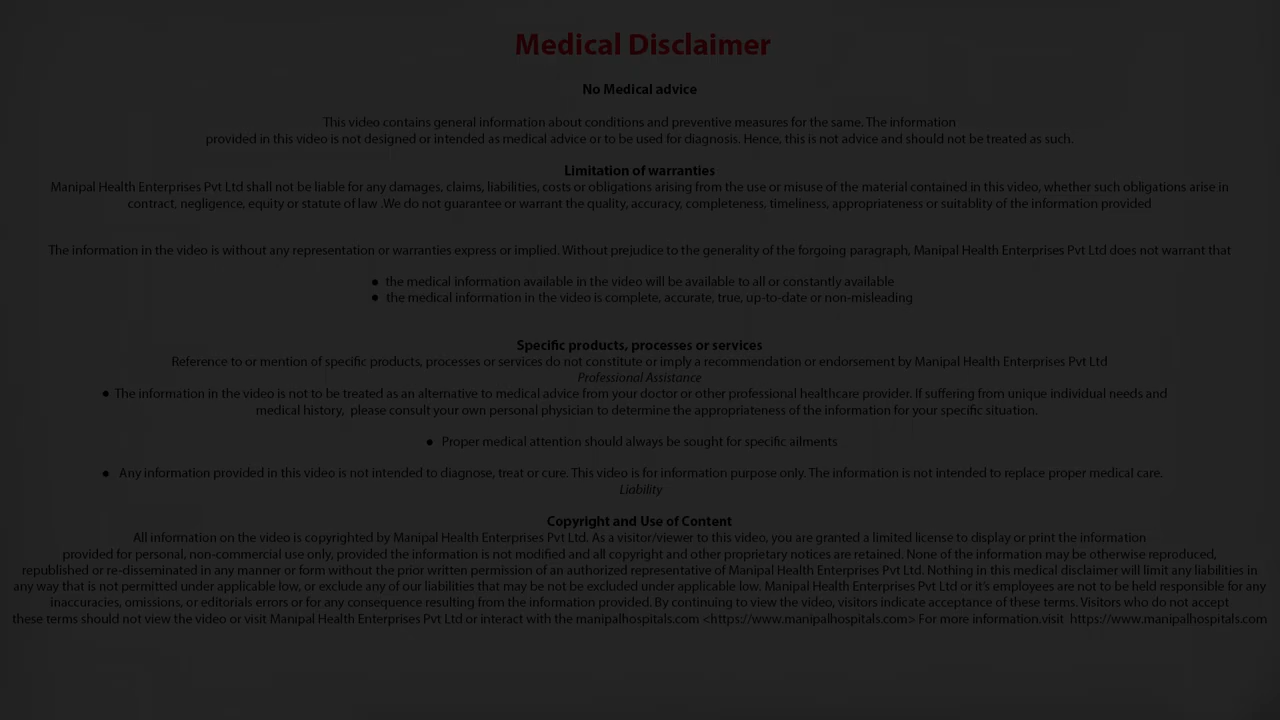 Medical Disclaimer
No Medical advice
This video contains general information about conditions and preventive measures for the same. The information
provided in this video is not designed or intended as medical advice or to be used for diagnosis. Hence, this is not advice and should not be treated as such.
Limitation of warranties
Manipal Health Enterprises Pvt Ltd shall not be liable for any damages, claims, liabilities, costs or obligations arising from the use or misuse of the material contained in this video, whether such obligations arise in
contract, negligence, equity or statute of law .We do not guarantee or warrant the quality, accuracy, completeness, timeliness, appropriateness or suitablity of the information provided
The information in the video is without any representation or warranties express or implied. Without prejudice to the generality of the forgoing paragraph, Manipal Health Enterprises Pvt Ltd does not warrant that
● the medical information available in the video will be available to all or constantly available
● the medical information in the video is complete, accurate, true, up-to-date or non-misleading
Specific products, processes or services
Reference to or mention of specific products, processes or services do not constitute or imply a recommendation or endorsement by Manipal Health Enterprises Pvt Ltd
Professional Assistance
● The information in the video is not to be treated as an alternative to medical advice from your doctor or other professional healthcare provider. If suffering from unique individual needs and
medical history, please consult your own personal physician to determine the appropriateness of the information for your specific situation.
● Proper medical attention should always be sought for specific ailments
● Any information provided in this video is not intended to diagnose, treat or cure. This video is for information purpose only. The information is not intended to replace proper medical care.
Liability
Copyright and Use of Content
All information on the video is copyrighted by Manipal Health Enterprises Pvt Ltd. As a visitor/viewer to this video, you are granted a limited license to display or print the information
provided for personal, non-commercial use only, provided the information is not modified and all copyright and other proprietary notices are retained. None of the information may be otherwise reproduced,
republished or re-disseminated in any manner or form without the prior written permission of an authorized representative of Manipal Health Enterprises Pvt Ltd. Nothing in this medical disclaimer will limit any liabilities in
any way that is not permitted under applicable low, or exclude any of our liabilities that may be not be excluded under applicable low. Manipal Health Enterprises Pvt Ltd or it's employees are not to be held responsible for any
inaccuracies, omissions, or editorials errors or for any consequence resulting from the information provided. By continuing to view the video, visitors indicate acceptance of these terms. Visitors who do not accept
these terms should not view the video or visit Manipal Health Enterprises Pvt Ltd or interact with the manipalhospitals.com <https://www.manipalhospitals.com> For more information.visit https://www.manipalhospitals.com